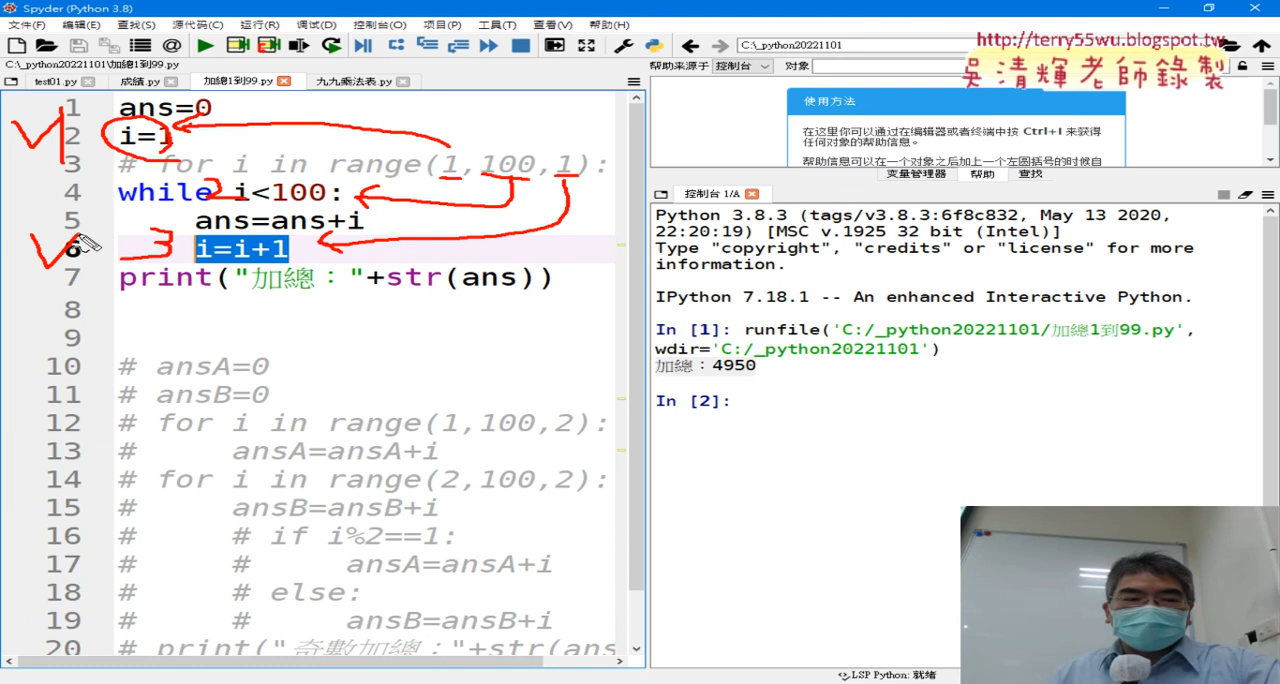 Spyder (Python 3.8)
文件(F) 编辑(E) 查找(S) 源代码(C) 运行(R) 调试(D) 控制台(O) 项目(P) 工具(T) 查看(V) 帮助(H)
C:\_python20221101
http://terry55wu.blogspot.tw
吳清輝老師錄製
C:\_python20221101\加總1到99.py
帮助来源于 控制台 对象
test01.py 成績.py 加總1到99.py 九九乘法表.py
1 ans=0
2 i=1
3 # for i in range(1,100,1):
4 while i<100:
5 ans=ans+i
6 i=i+1
7 print("加總："+str(ans))
8
9
10 # ansA=0
11 # ansB=0
12 # for i in range(1,100,2):
13 # ansA=ansA+i
14 # for i in range(2,100,2):
15 # ansB=ansB+i
16 # # if i%2==1:
17 # # ansA=ansA+i
18 # # else:
19 # # ansB=ansB+i
20 # print("奇數加總："+str(ans
1
2
3
使用方法
在这里你可以通过在编辑器或者终端中按 Ctrl+I 来获得
任何对象的帮助信息。
帮助信息可以在一个对象之后加上一个左圆括号的时候自
变量管理器 帮助 查找
控制台 1/A
Python 3.8.3 (tags/v3.8.3:6f8c832, May 13 2020,
22:20:19) [MSC v.1925 32 bit (Intel)]
Type "copyright", "credits" or "license" for more
information.
IPython 7.18.1 -- An enhanced Interactive Python.
In [1]: runfile('C:/_python20221101/加總1到99.py',
wdir='C:/_python20221101')
加總：4950
In [2]:
LSP Python: 就绪